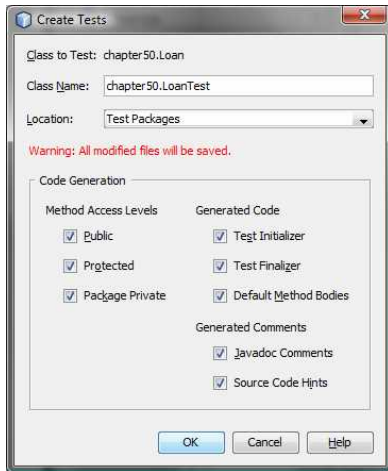 Create Tests
Class to Test: chapter50.Loan
Class Name: chapter50.LoanTest
Location: Test Packages
Warning: All modified files will be saved.
Code Generation
Method Access Levels
Public
Protected
Package Private
Generated Code
Test Initializer
Test Finalizer
Default Method Bodies
Generated Comments
Javadoc Comments
Source Code Hints
OK Cancel Help